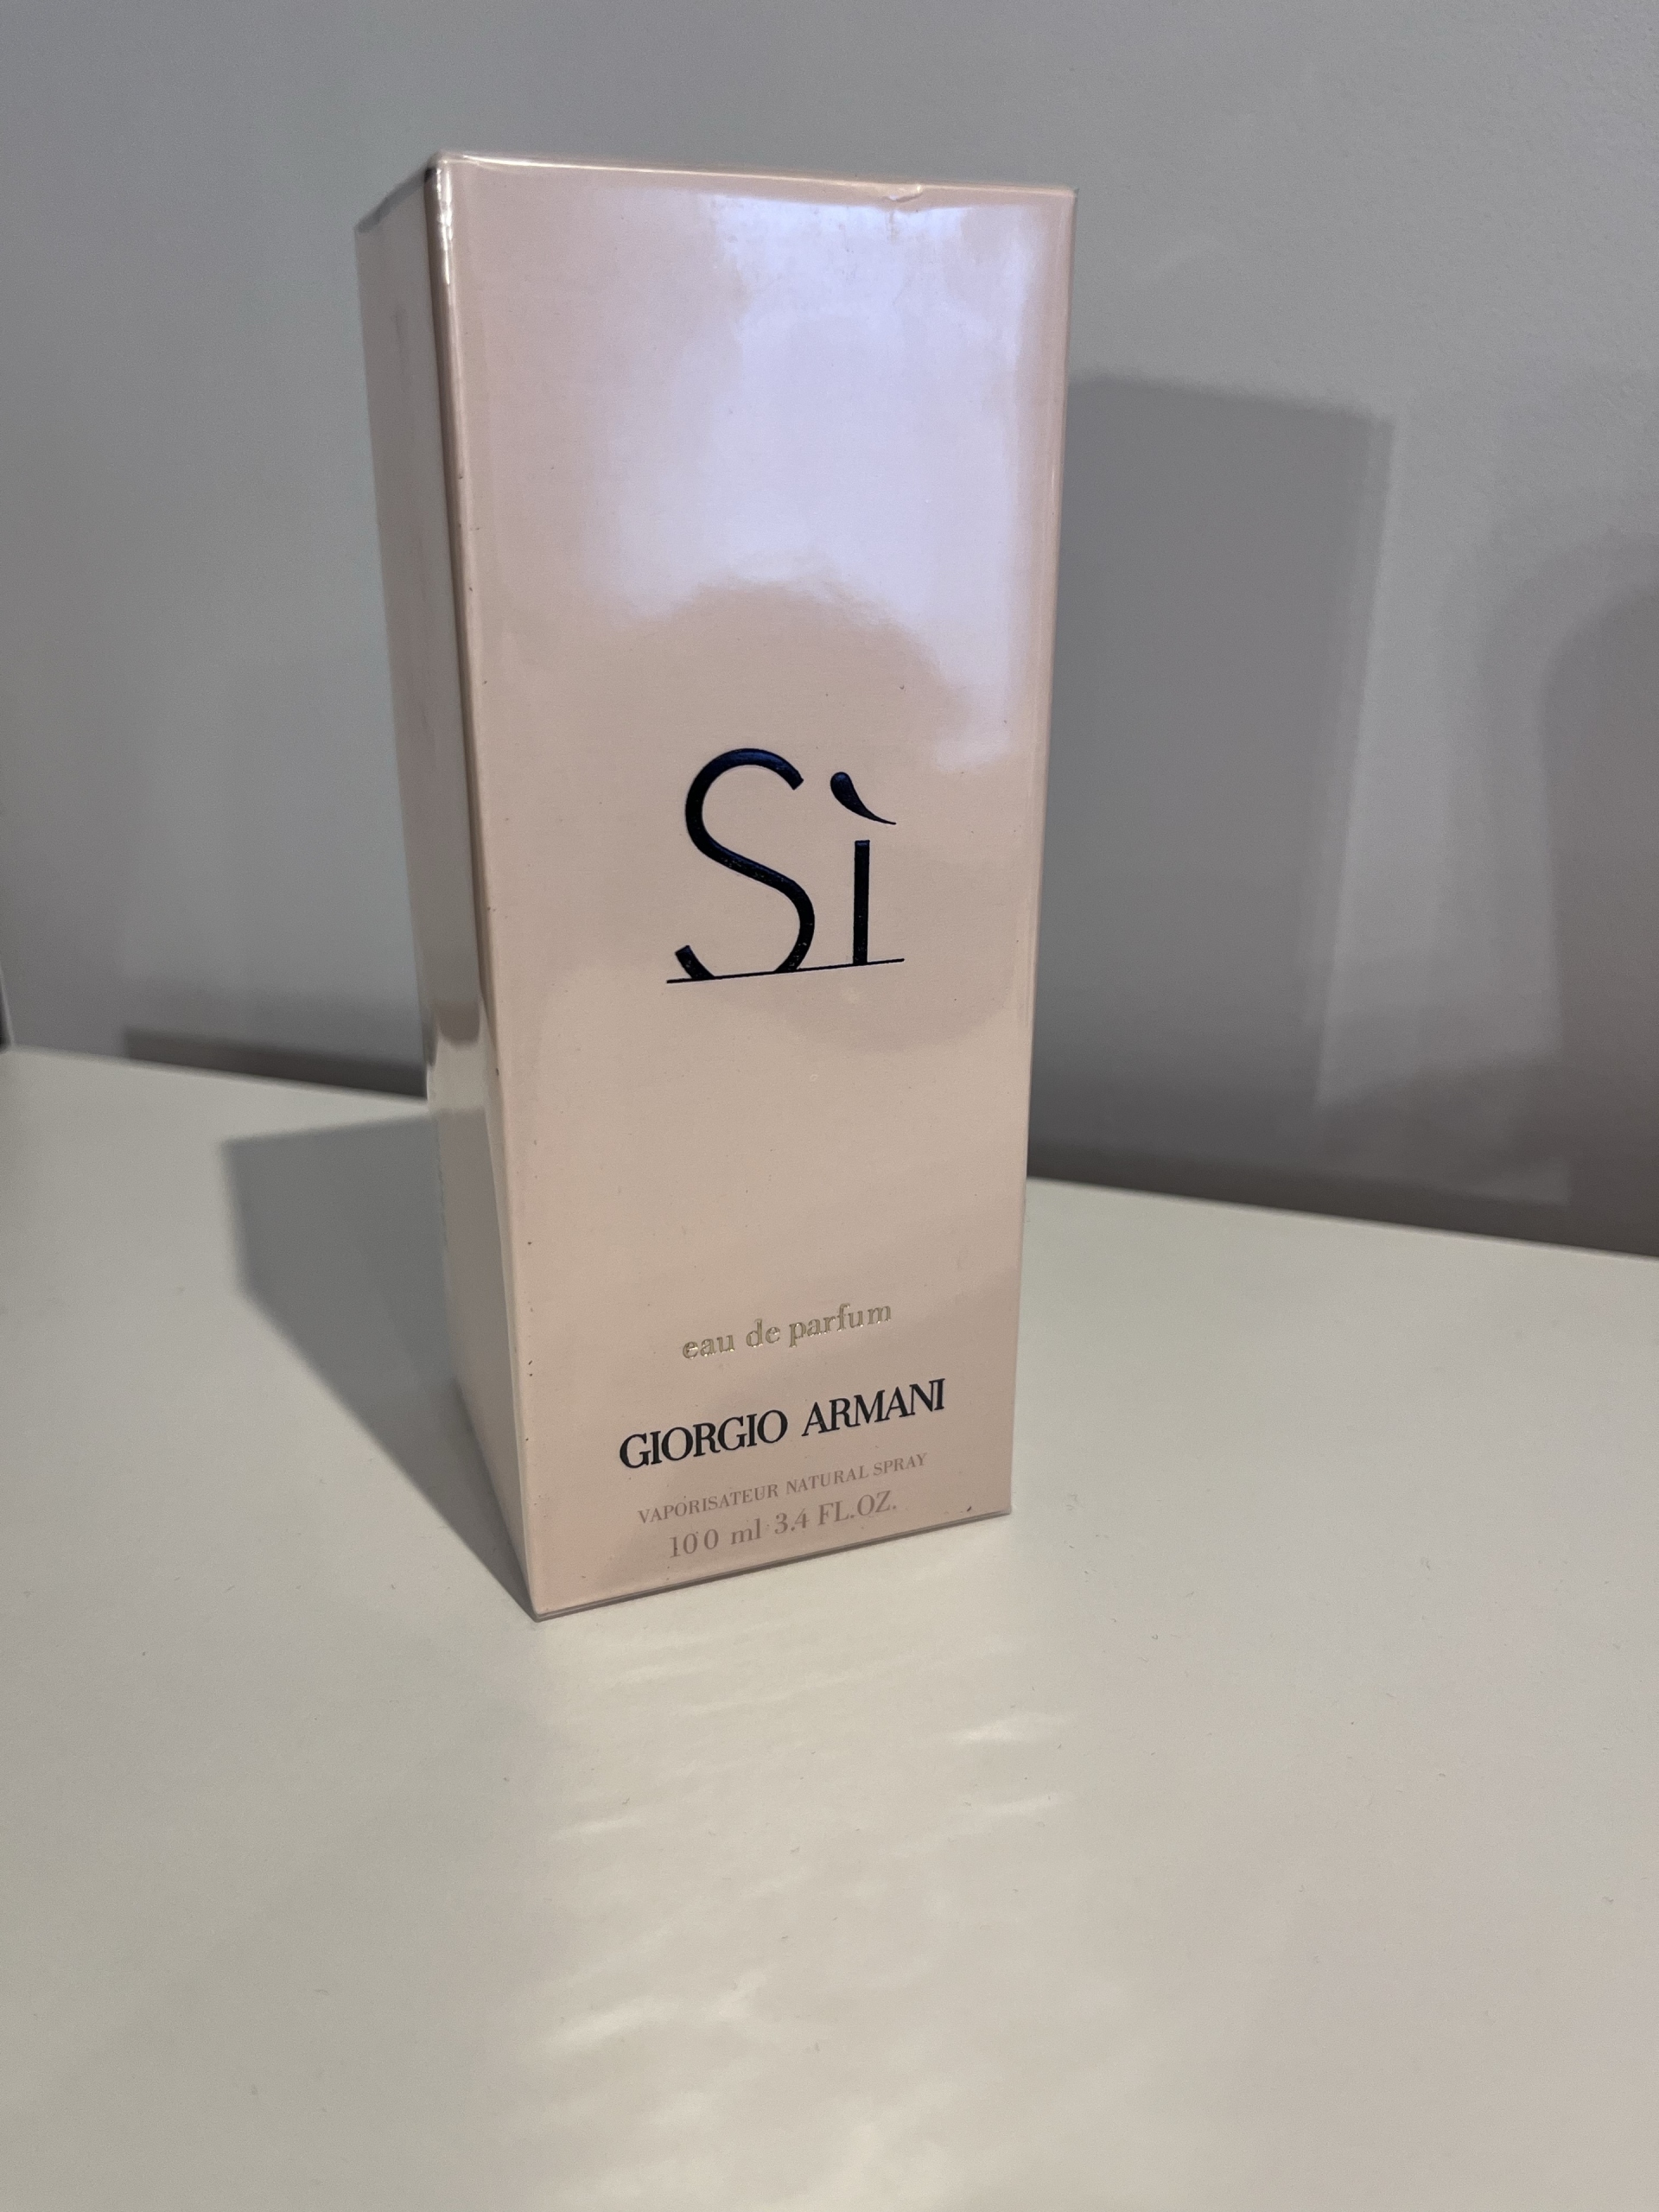 Sì
eau de parfum
GIORGIO ARMANI
VAPORISATEUR NATURAL SPRAY
100 ml 3.4 FL.OZ.